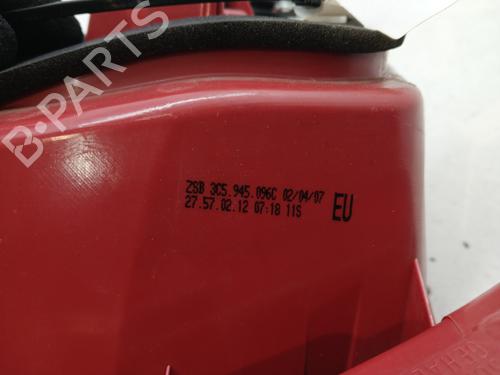 B-PARTS
ZSB 3C5.945.096C 02/04/07
27.57.02.12 07:18 11S
EU